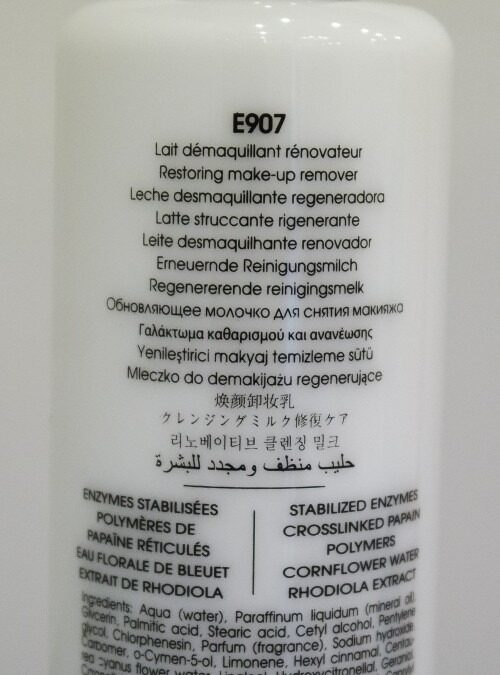 E907
Lait démaquillant rénovateur
Restoring make-up remover
Leche desmaquillante regeneradora
Latte struccante rigenerante
Leite desmaquilhante renovador
Erneuernde Reinigungsmilch
Regenererende reinigingsmelk
Обновляющее молочко для снятия макияжа
Γαλάκτωμα καθαρισμού και ανανέωσης
Yenileştirici makyaj temizleme sütü
Mleczko do demakijażu regenerujące
焕颜卸妆乳
クレンジングミルク修復ケア
리노베이티브 클렌징 밀크
حليب منظف ومجدد للبشرة
ENZYMES STABILISÉES
POLYMÈRES DE
PAPAÏNE RÉTICULÉS
EAU FLORALE DE BLEUET
EXTRAIT DE RHODIOLA
STABILIZED ENZYMES
CROSSLINKED PAPAIN
POLYMERS
CORNFLOWER WATER
RHODIOLA EXTRACT
Ingredients: Aqua (water), Paraffinum liquidum (mineral oil),
Glycerin, Palmitic acid, Stearic acid, Cetyl alcohol, Pentylene
glycol, Chlorphenesin, Parfum (fragrance), Sodium hydroxide,
Carbomer, o-Cymen-5-ol, Limonene, Hexyl cinnamal,
cyanus flower water, Linalool, Hydroxycitronellal,